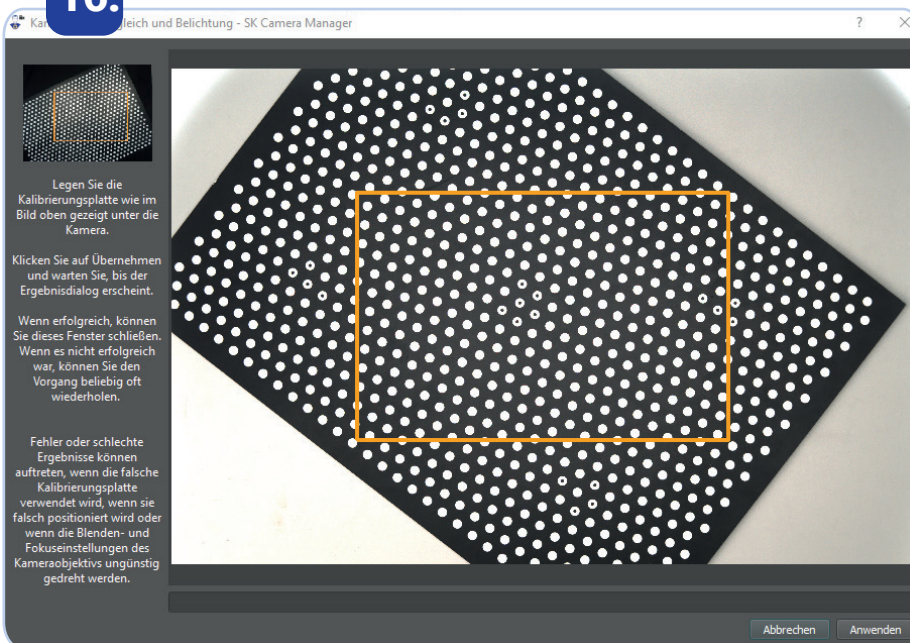 16.
Kar
leich und Belichtung - SK Camera Manager
?
Legen Sie die
Kalibrierungsplatte wie im
Bild oben gezeigt unter die
Kamera.
Klicken Sie auf Übernehmen
und warten Sie, bis der
Ergebnisdialog erscheint.
Wenn erfolgreich, können
Sie dieses Fenster schließen.
Wenn es nicht erfolgreich
war, können Sie den
Vorgang beliebig oft
wiederholen.
Fehler oder schlechte
Ergebnisse können
auftreten, wenn die falsche
Kalibrierungsplatte
verwendet wird, wenn sie
falsch positioniert wird oder
wenn die Blenden- und
Fokuseinstellungen des
Kameraobjektivs ungünstig
gedreht werden.
Abbrechen
Anwenden